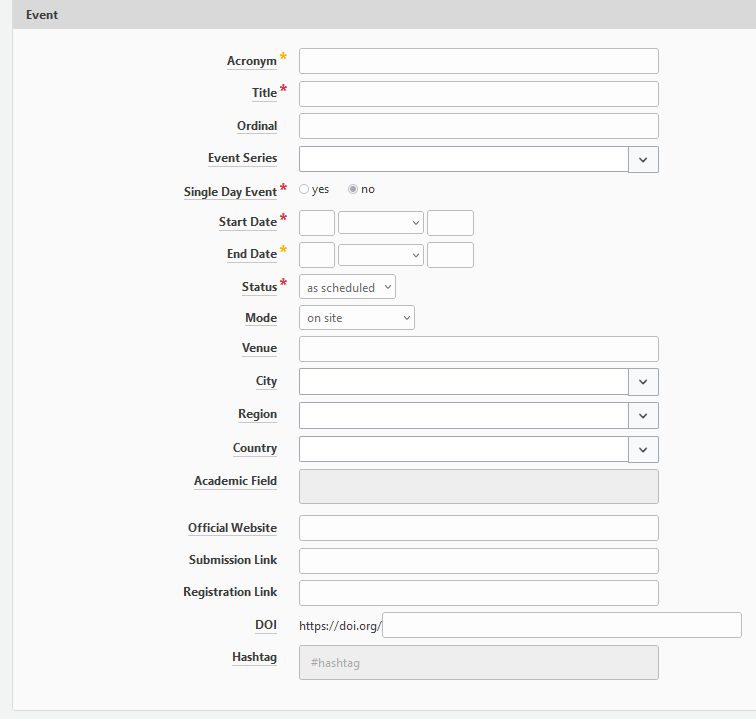 Event
Acronym *
Title *
Ordinal
Event Series
Single Day Event * yes no
Start Date *
End Date *
Status * as scheduled
Mode on site
Venue
City
Region
Country
Academic Field
Official Website
Submission Link
Registration Link
DOI https://doi.org/
Hashtag #hashtag